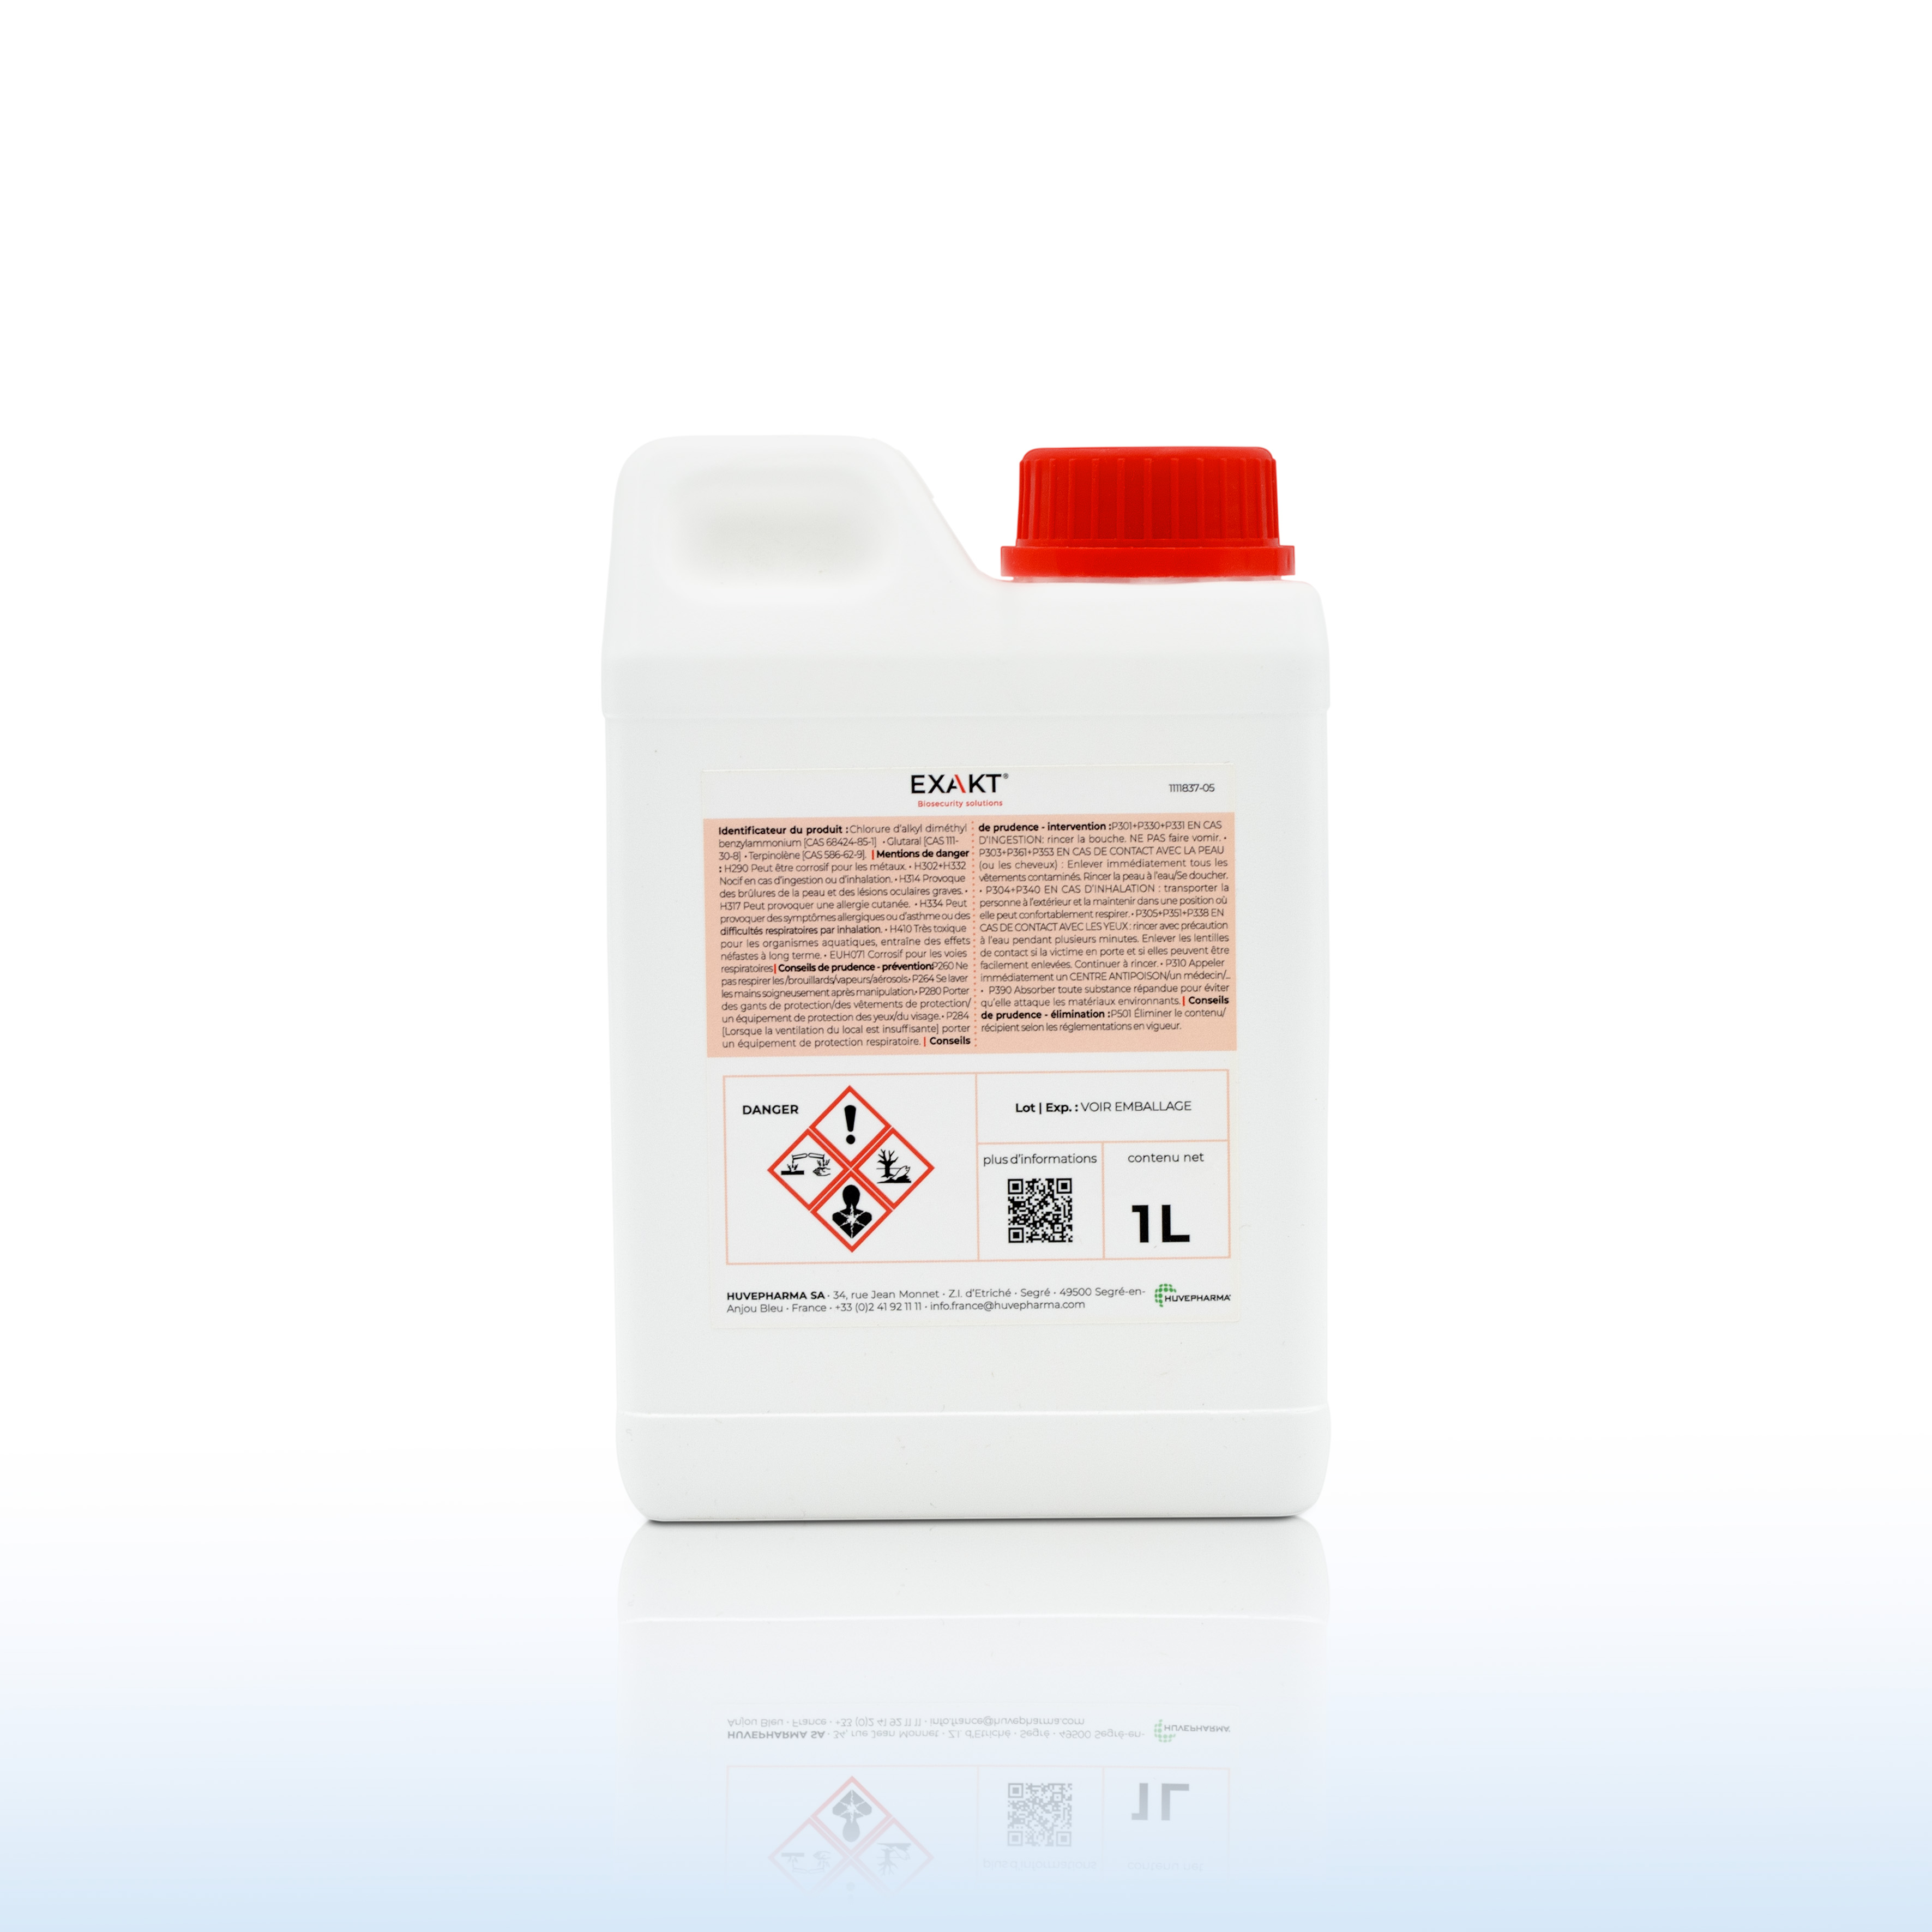 EXAKT®
Biosecurity solutions
1111837-05
Identificateur du produit : Chlorure d'alkyl diméthyl
benzylammonium [CAS 68424-85-1] • Glutaral [CAS 111-
30-8] • Terpinolène [CAS 586-62-9]. | Mentions de danger
: H290 Peut être corrosif pour les métaux. • H302+H332
Nocif en cas d'ingestion ou d'inhalation. • H314 Provoque
des brûlures de la peau et des lésions oculaires graves. •
H317 Peut provoquer une allergie cutanée. • H334 Peut
provoquer des symptômes allergiques ou d'asthme ou des
difficultés respiratoires par inhalation. • H410 Très toxique
pour les organismes aquatiques, entraîne des effets
néfastes à long terme. • EUH071 Corrosif pour les voies
respiratoires| Conseils de prudence - prévention:P260 Ne
pas respirer les /brouillards/vapeurs/aérosols• P264 Se laver
les mains soigneusement après manipulation.• P280 Porter
des gants de protection/des vêtements de protection/
un équipement de protection des yeux/du visage.• P284
[Lorsque la ventilation du local est insuffisante] porter
un équipement de protection respiratoire. | Conseils
de prudence - intervention :P301+P330+P331 EN CAS
D'INGESTION: rincer la bouche. NE PAS faire vomir. •
P303+P361+P353 EN CAS DE CONTACT AVEC LA PEAU
(ou les cheveux) : Enlever immédiatement tous les
vêtements contaminés. Rincer la peau à l'eau/Se doucher.
• P304+P340 EN CAS D'INHALATION : transporter la
personne à l'extérieur et la maintenir dans une position où
elle peut confortablement respirer. • P305+P351+P338 EN
CAS DE CONTACT AVEC LES YEUX : rincer avec précaution
à l'eau pendant plusieurs minutes. Enlever les lentilles
de contact si la victime en porte et si elles peuvent être
facilement enlevées. Continuer à rincer. • P310 Appeler
immédiatement un CENTRE ANTIPOISON/un médecin/...
• P390 Absorber toute substance répandue pour éviter
qu'elle attaque les matériaux environnants. | Conseils
de prudence - élimination :P501 Éliminer le contenu/
récipient selon les réglementations en vigueur.
DANGER
Lot | Exp. : VOIR EMBALLAGE
plus d'informations
contenu net
1L
HUVEPHARMA SA • 34, rue Jean Monnet • Z.I. d'Etriché • Segré • 49500 Segré-en-
Anjou Bleu • France • +33 (0)2 41 92 11 11 • info.france@huvepharma.com
HUVEPHARMA